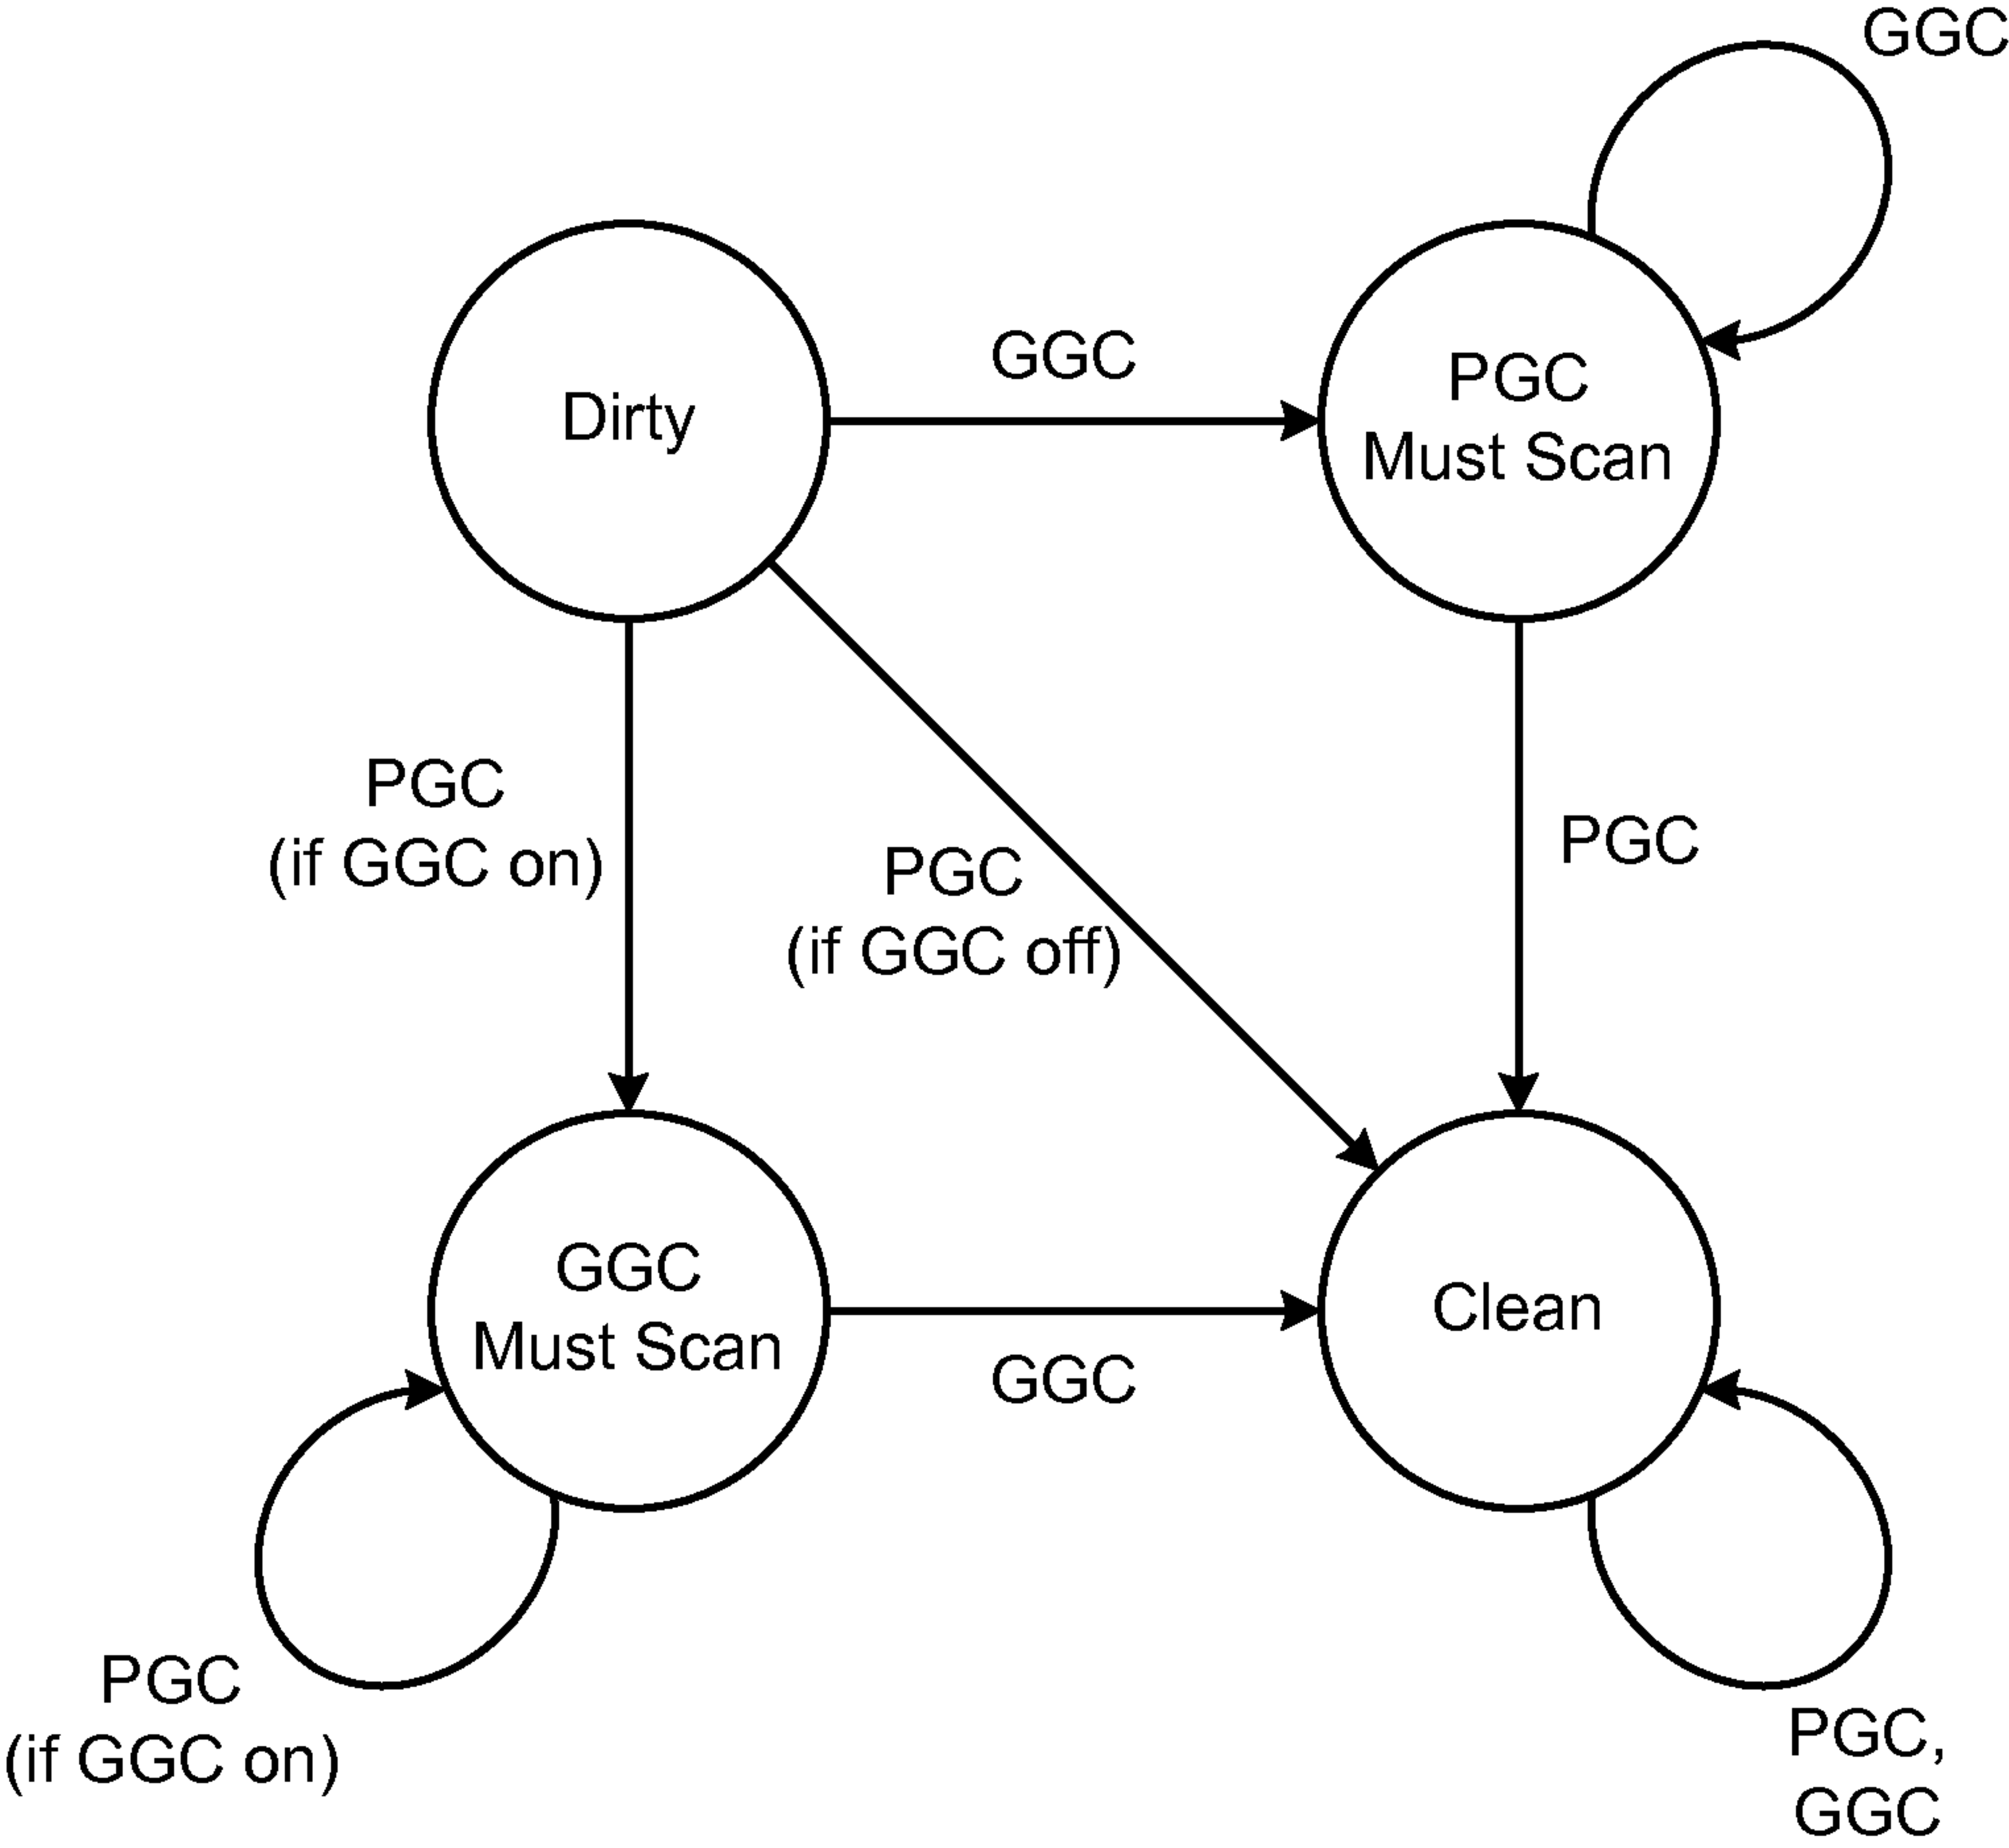 GGC
Dirty
GGC
PGC
Must Scan
PGC
(if GGC on)
PGC
(if GGC off)
PGC
GGC
Must Scan
GGC
Clean
PGC
(if GGC on)
PGC,
GGC